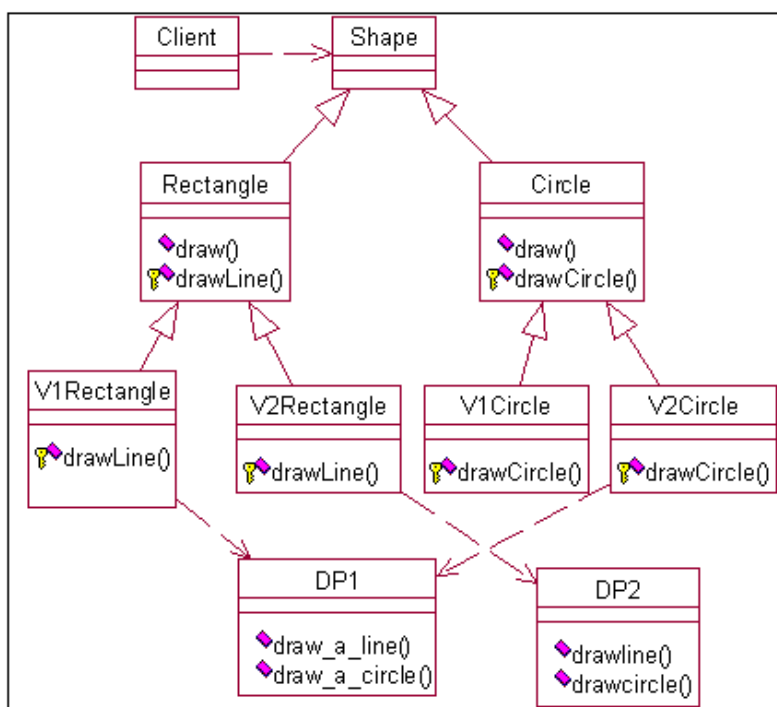 Client
Shape
Rectangle
draw()
drawLine()
Circle
draw()
drawCircle()
V1Rectangle
drawLine()
V2Rectangle
drawLine()
V1Circle
drawCircle()
V2Circle
drawCircle()
DP1
draw_a_line()
draw_a_circle()
DP2
drawline()
drawcircle()